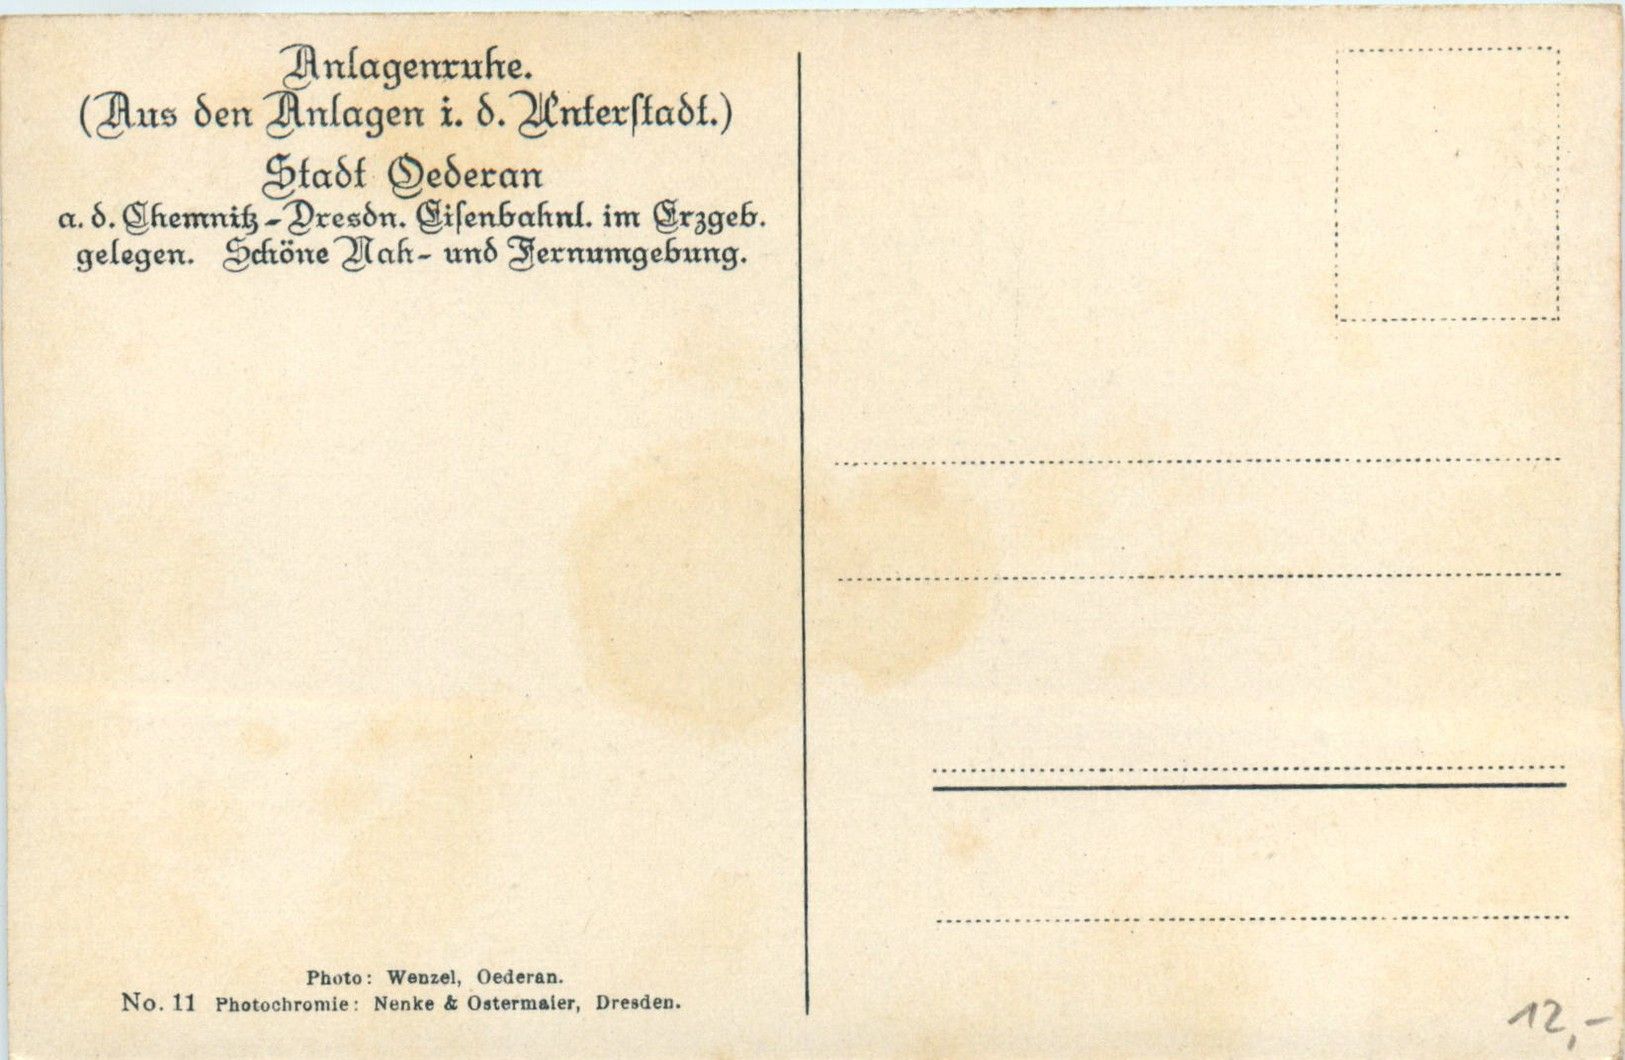 Anlagenruhe.
(Aus den Anlagen i. d. Unterſtadt.)
Stadt Oederan
a. d. Chemnitz-Dresdn. Eiſenbahnl. im Erzgeb.
gelegen. Schöne Nah- und Fernumgebung.
Photo: Wenzel, Oederan.
No. 11 Photochromie: Nenke & Ostermaier, Dresden.
12,-